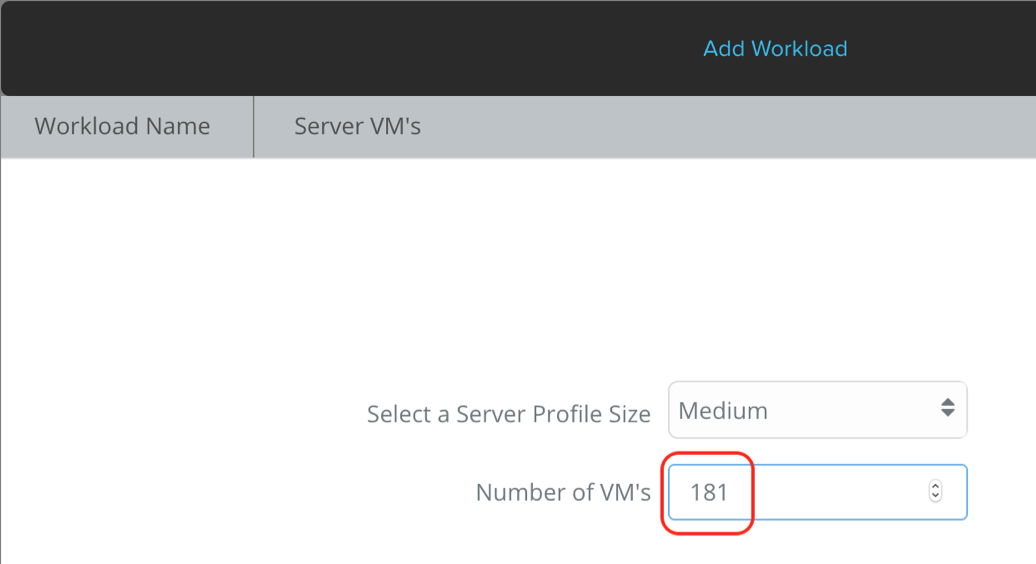 Add Workload
Workload Name Server VM's
Select a Server Profile Size Medium
Number of VM's 181